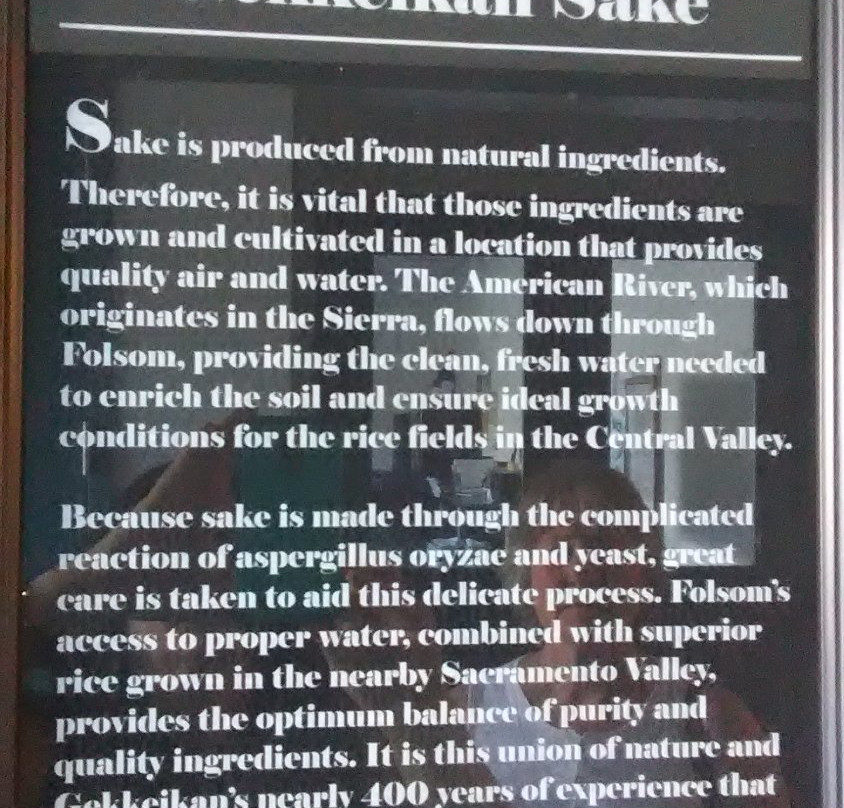 Gekkeikan Sake
Sake is produced from natural ingredients.
Therefore, it is vital that those ingredients are
grown and cultivated in a location that provides
quality air and water. The American River, which
originates in the Sierra, flows down through
Folsom, providing the clean, fresh water needed
to enrich the soil and ensure ideal growth
conditions for the rice fields in the Central Valley.
Because sake is made through the complicated
reaction of aspergillus oryzae and yeast, great
care is taken to aid this delicate process. Folsom's
access to proper water, combined with superior
rice grown in the nearby Sacramento Valley,
provides the optimum balance of purity and
quality ingredients. It is this union of nature and
Gekkeikan's nearly 400 years of experience that